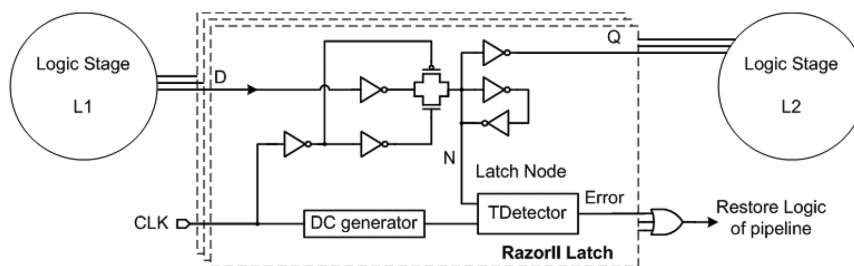 Logic Stage
L1
D
Q
Logic Stage
L2
N
Latch Node
CLK
DC generator
TDetector
Error
RazorII Latch
Restore Logic
of pipeline